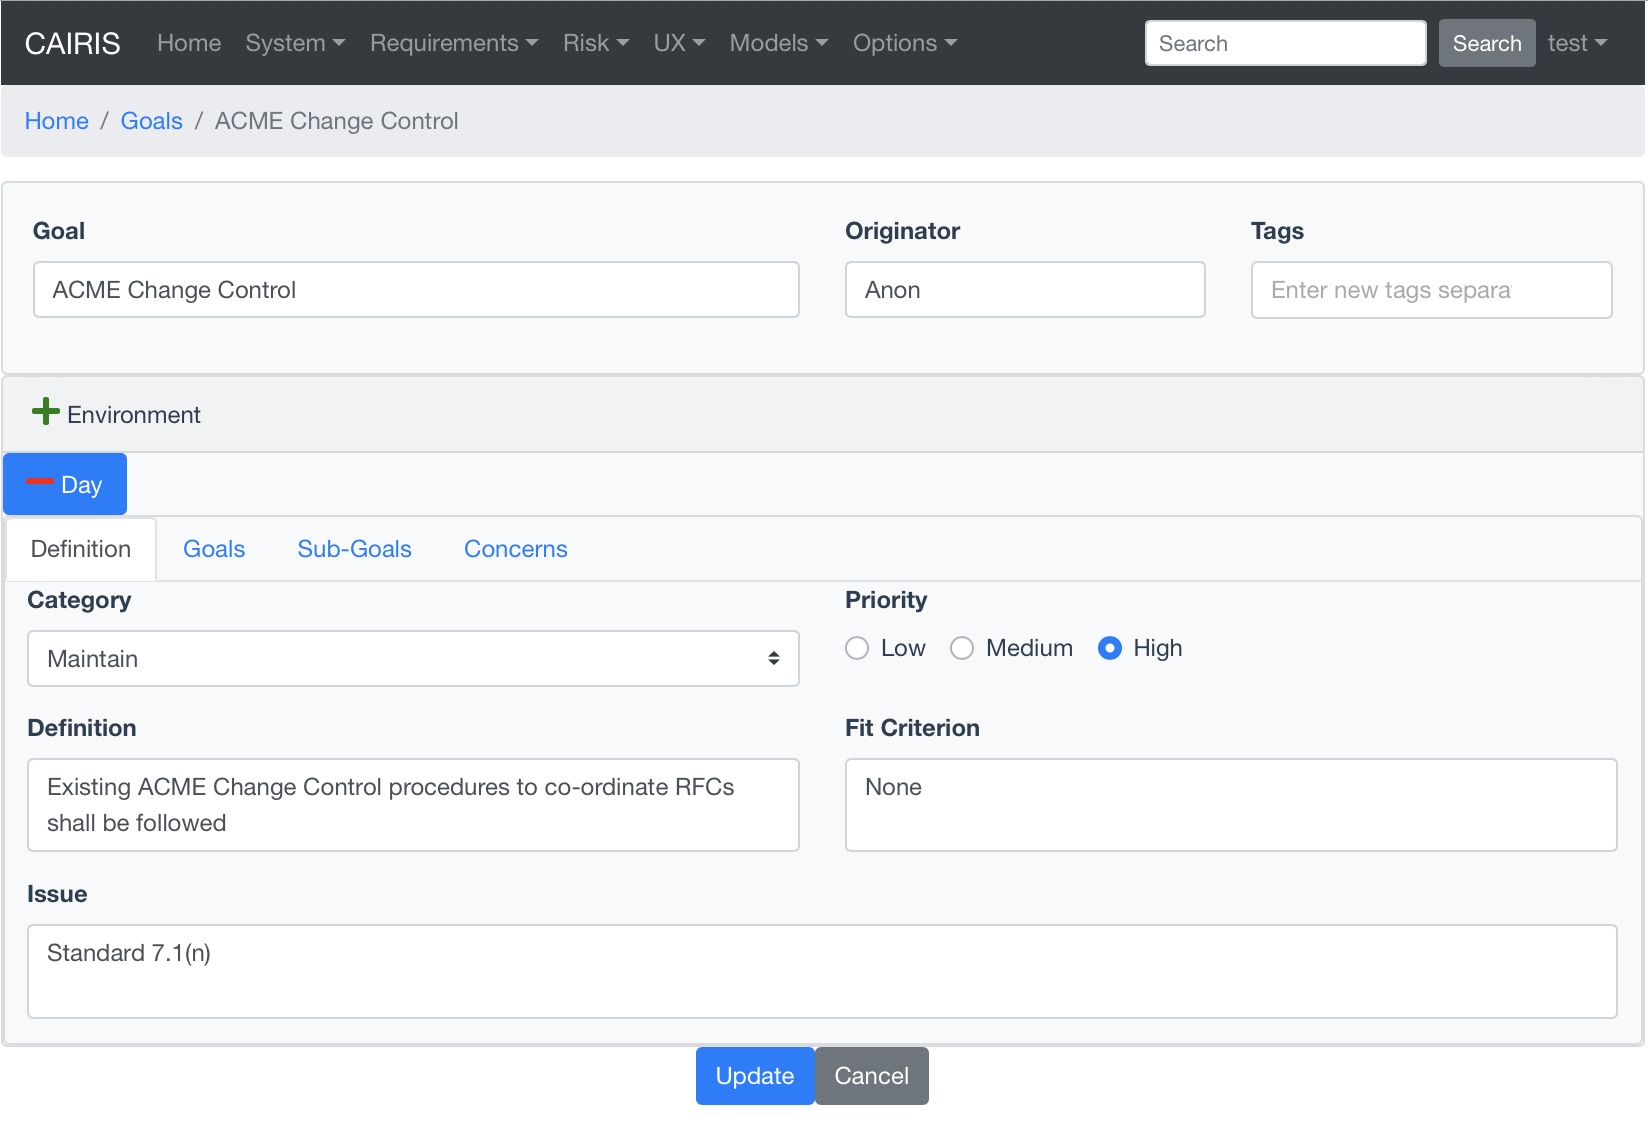 CAIRIS Home System Requirements Risk UX Models Options Search Search test
Home / Goals / ACME Change Control
Goal Originator Tags
ACME Change Control Anon Enter new tags separa
Environment
Day
Definition Goals Sub-Goals Concerns
Category Priority
Maintain Low Medium High
Definition Fit Criterion
Existing ACME Change Control procedures to co-ordinate RFCs None
shall be followed
Issue
Standard 7.1(n)
Update Cancel